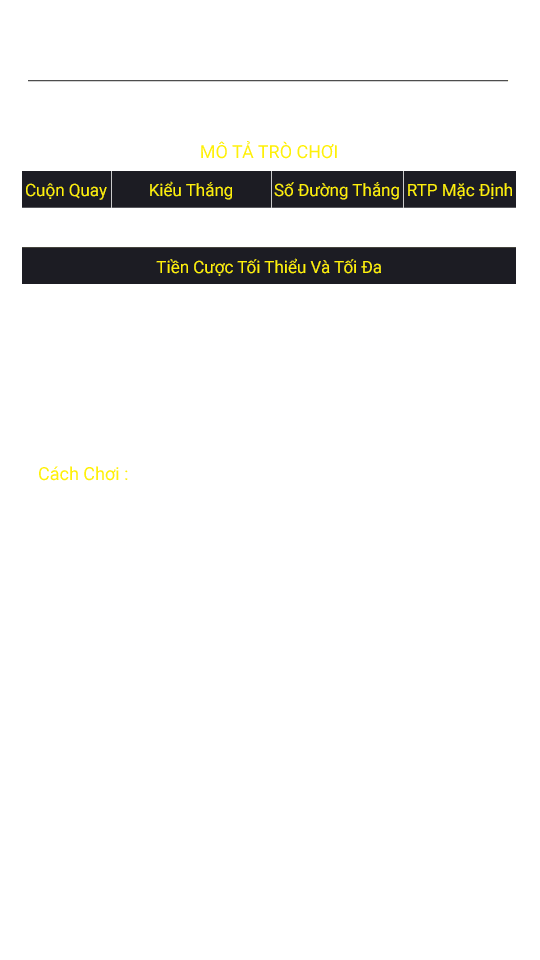 MÔ TẢ TRÒ CHƠI
Cuộn Quay Kiểu Thắng Số Đường Thắng RTP Mặc Định
Tiền Cược Tối Thiểu Và Tối Đa
Cách Chơi :